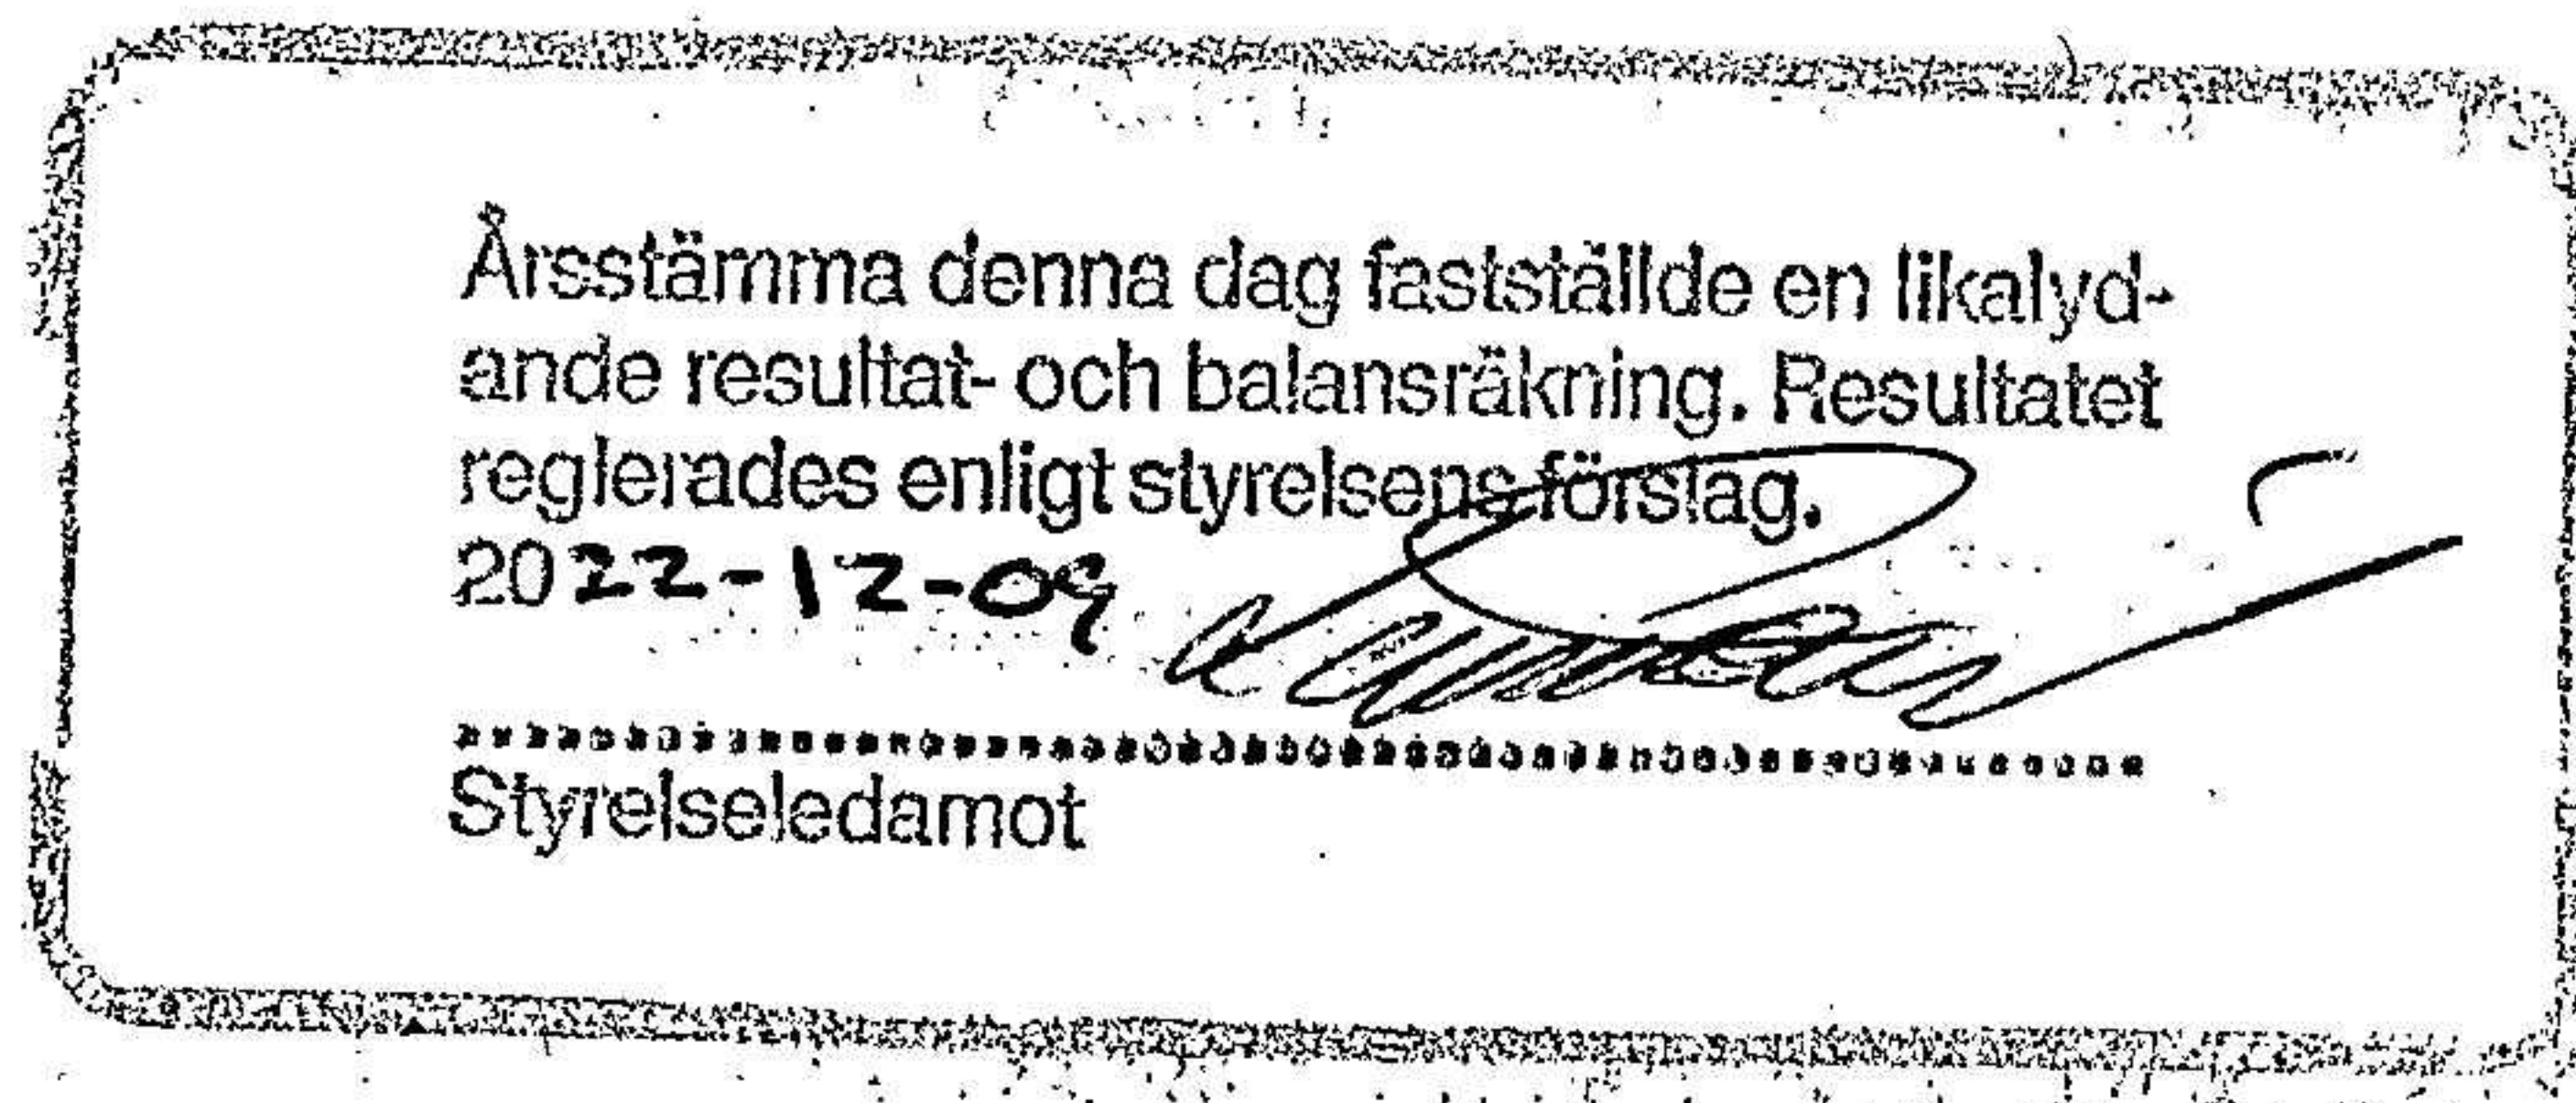 Årsstämma denna dag fastställde en likalyd-
ande resultat- och balansräkning. Resultatet
reglerades enligt styrelsens förslag.
2022-12-09
Styrelseledamot